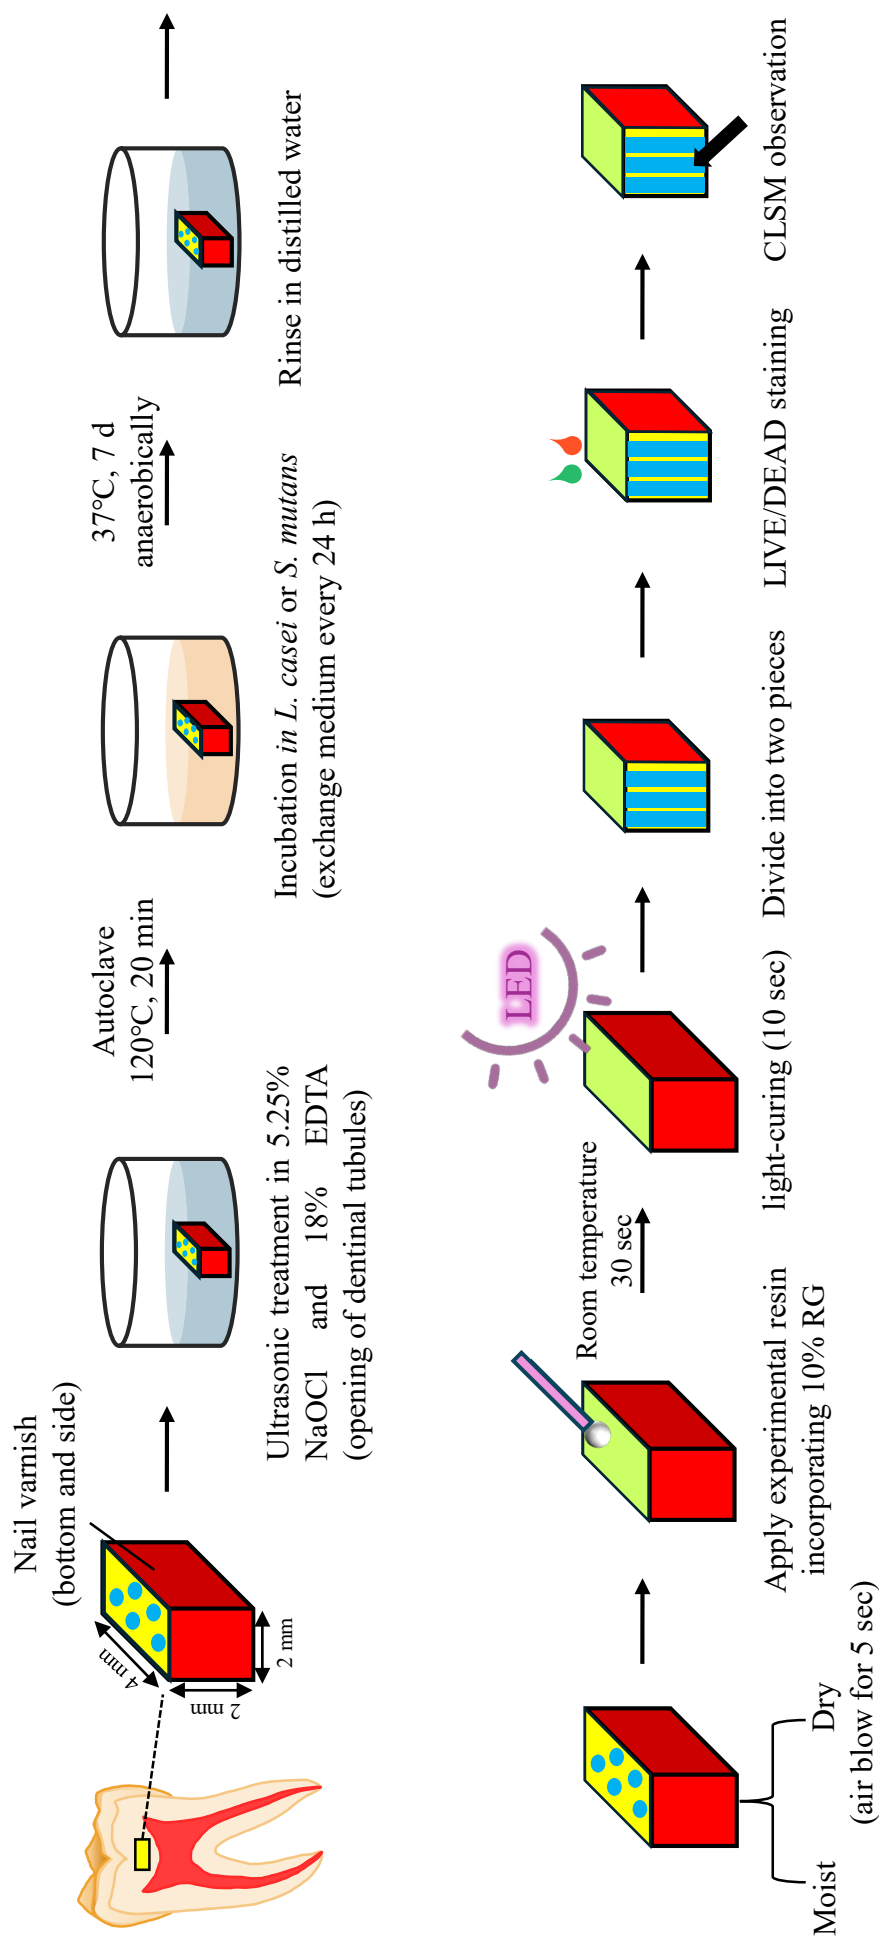 Nail varnish
(bottom and side)
4 mm
2 mm
2 mm
Ultrasonic treatment in 5.25%
NaOCl and 18% EDTA
(opening of dentinal tubules)
Autoclave
120℃, 20 min
Incubation in L. casei or S. mutans
(exchange medium every 24 h)
37℃, 7 d
anaerobically
Rinse in distilled water
Moist
Dry
(air blow for 5 sec)
Apply experimental resin
incorporating 10% RG
Room temperature
30 sec
LED
light-curing (10 sec)
Divide into two pieces
LIVE/DEAD staining
CLSM observation